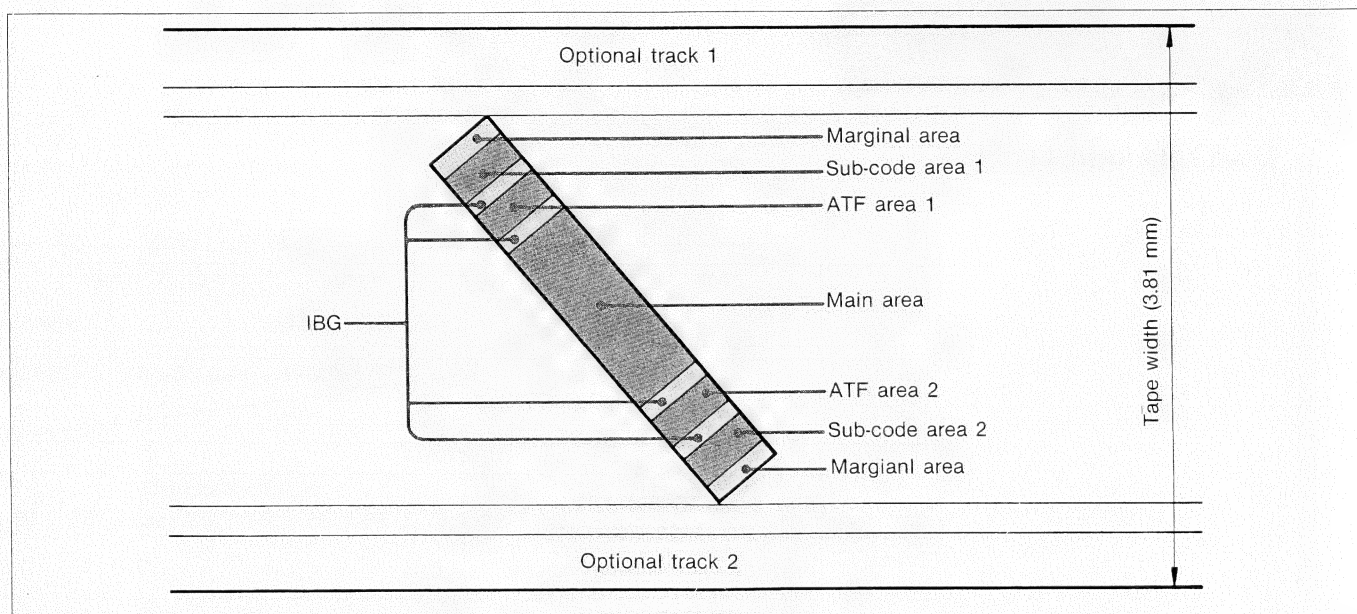 Optional track 1
Marginal area
Sub-code area 1
ATF area 1
Main area
IBG
ATF area 2
Sub-code area 2
Margianl area
Tape width (3.81 mm)
Optional track 2